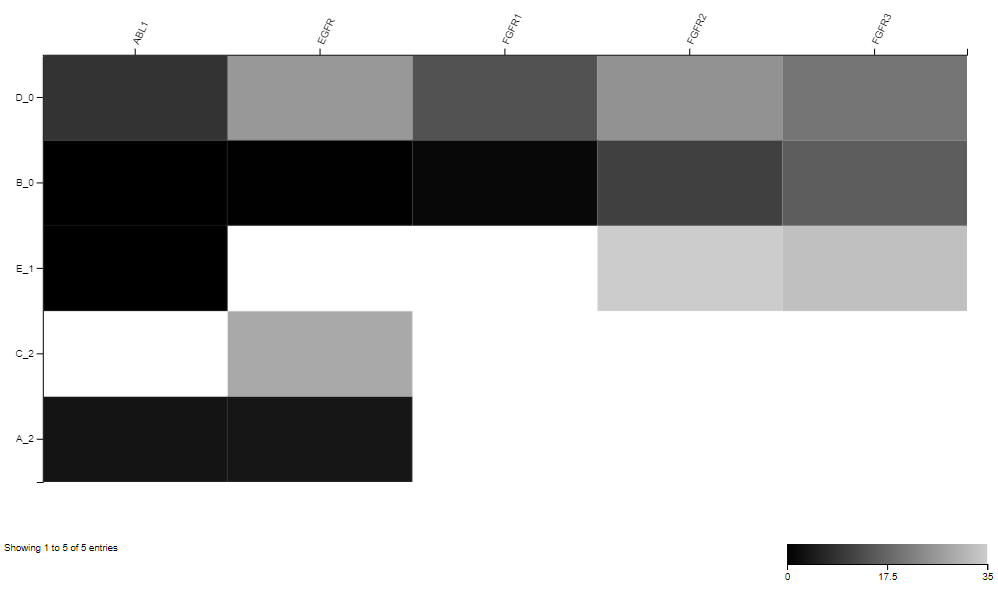 ABL1 EGFR FGFR1 FGFR2 FGFR3
D_0
B_0
E_1
C_2
A_2
Showing 1 to 5 of 5 entries
0 17.5 35